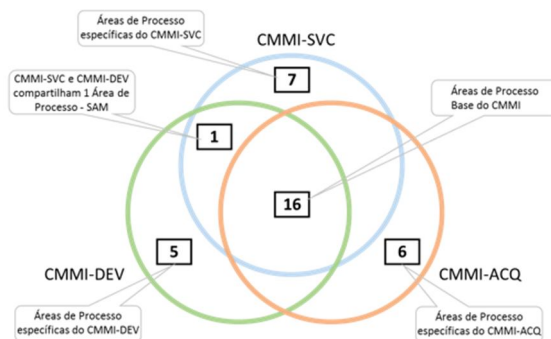 Áreas de Processo
específicas do CMMI-SVC
CMMI-SVC
CMMI-SVC e CMMI-DEV
compartilham 1 Área de
Processo - SAM
7
Áreas de Processo
Base do CMMI
1
16
5
6
CMMI-DEV
CMMI-ACQ
Áreas de Processo
específicas do CMMI-DEV
Áreas de Processo
específicas do CMMI-ACQ